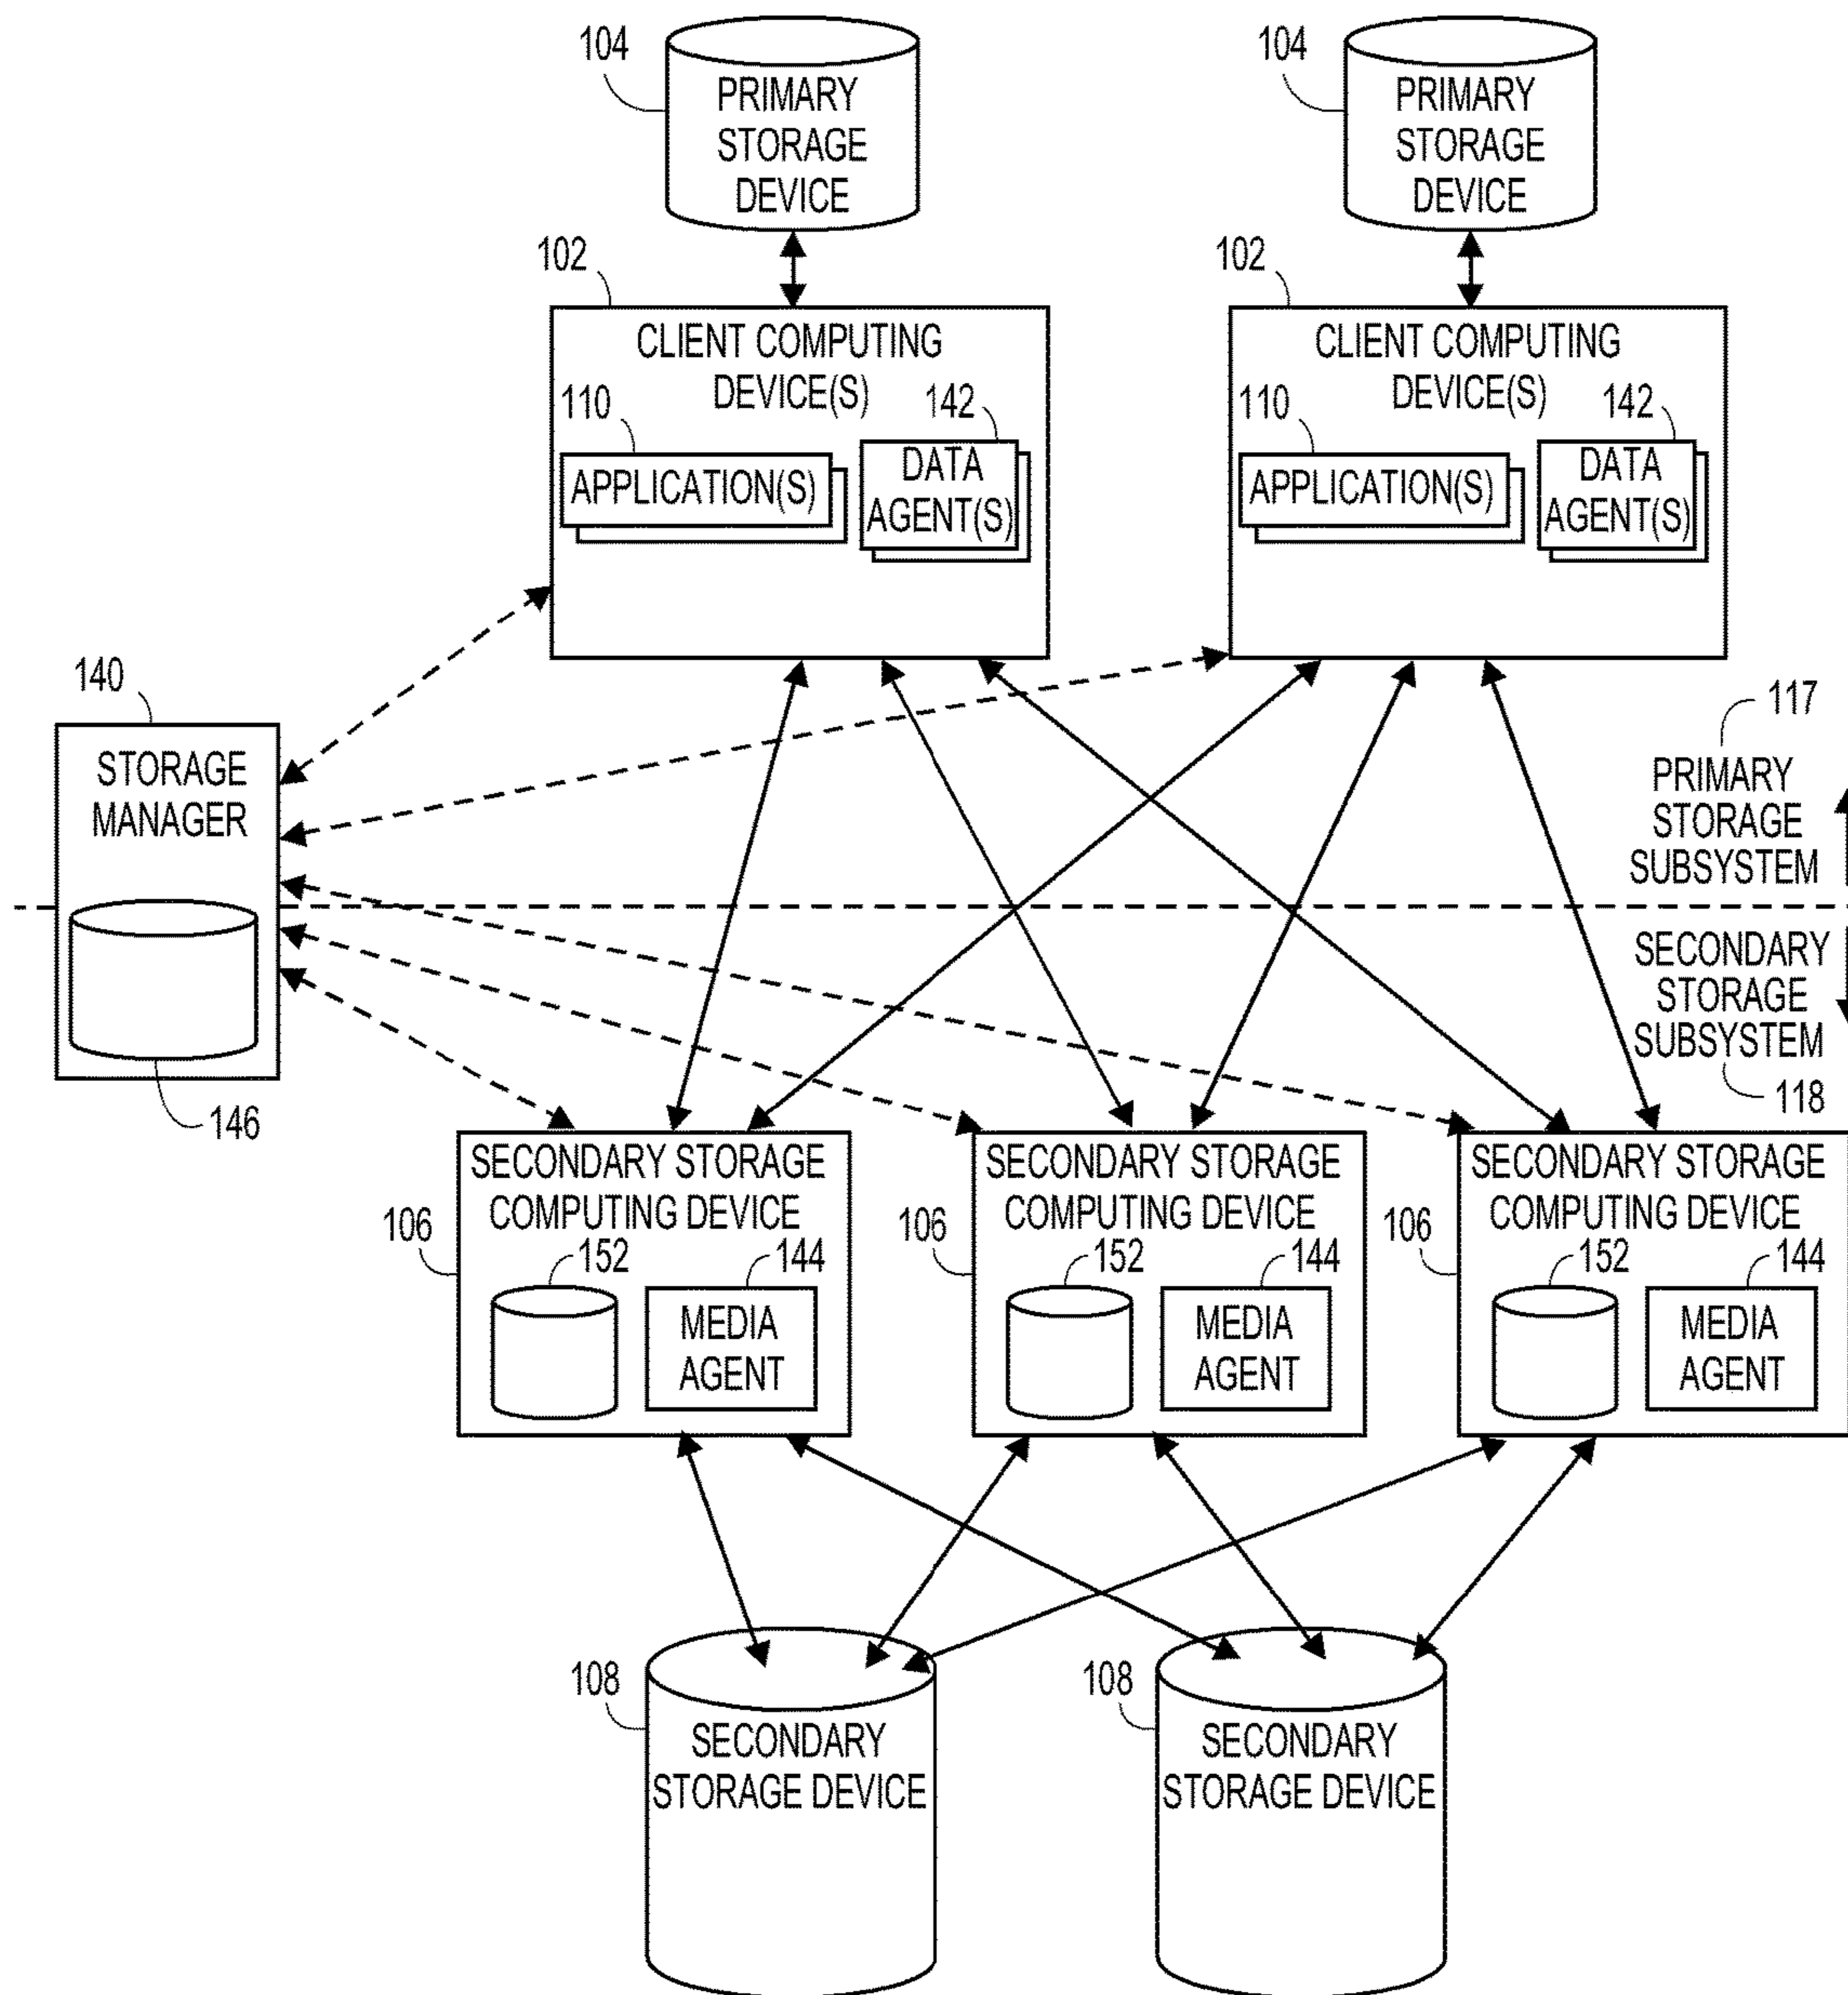 104
PRIMARY
STORAGE
DEVICE
104
PRIMARY
STORAGE
DEVICE
102
CLIENT COMPUTING
DEVICE(S)
110
142
APPLICATION(S)
DATA
AGENT(S)
102
CLIENT COMPUTING
DEVICE(S)
110
142
APPLICATION(S)
DATA
AGENT(S)
140
STORAGE
MANAGER
146
117
PRIMARY
STORAGE
SUBSYSTEM
SECONDARY
STORAGE
SUBSYSTEM
118
SECONDARY STORAGE
COMPUTING DEVICE
106
152
144
MEDIA
AGENT
SECONDARY STORAGE
COMPUTING DEVICE
106
152
144
MEDIA
AGENT
SECONDARY STORAGE
COMPUTING DEVICE
106
152
144
MEDIA
AGENT
108
SECONDARY
STORAGE DEVICE
108
SECONDARY
STORAGE DEVICE